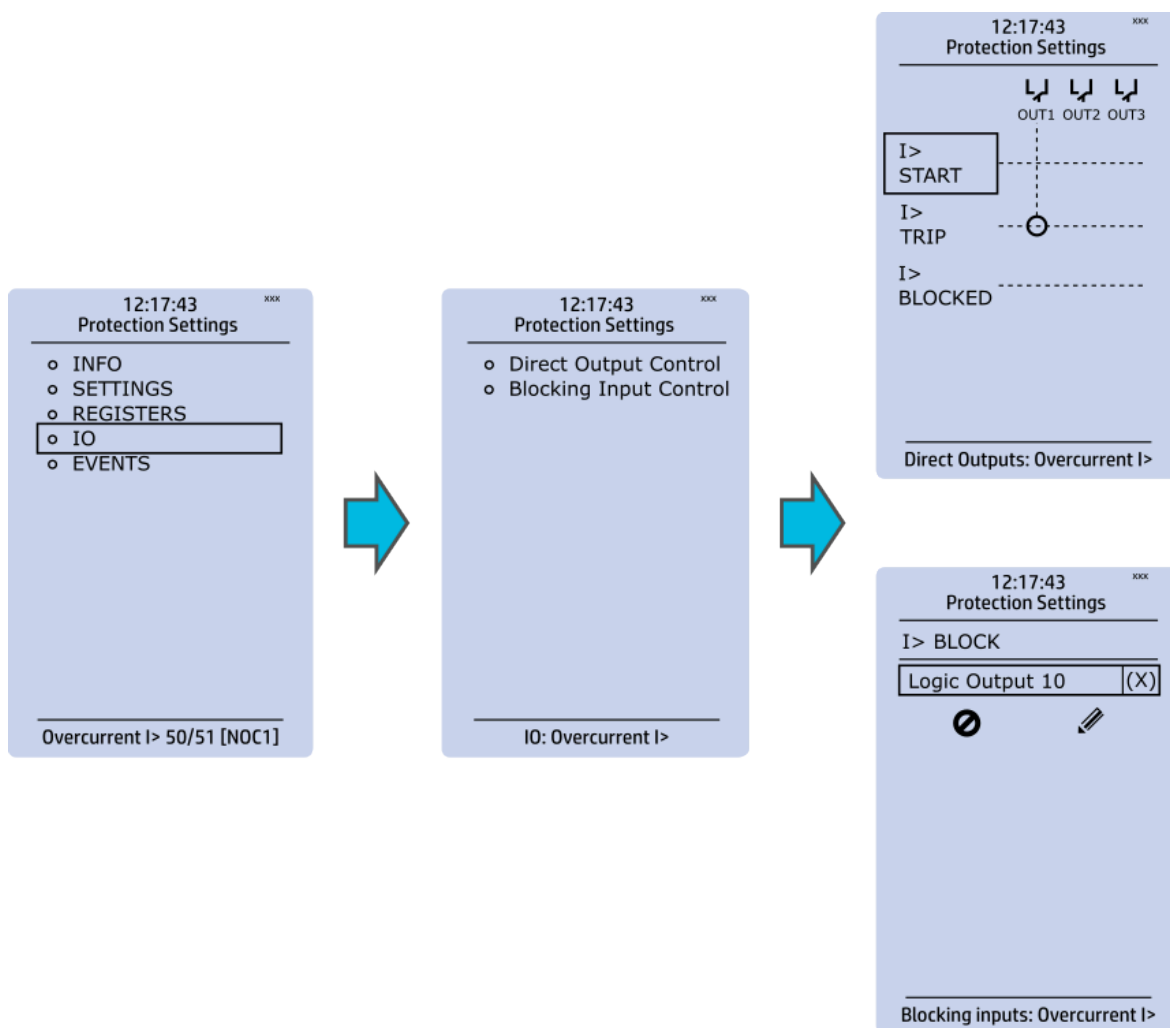 12:17:43 xxx
Protection Settings
INFO
SETTINGS
REGISTERS
IO
EVENTS
Overcurrent I> 50/51 [NOC1]
12:17:43 xxx
Protection Settings
Direct Output Control
Blocking Input Control
IO: Overcurrent I>
12:17:43 xxx
Protection Settings
OUT1 OUT2 OUT3
I>
START
I>
TRIP
I>
BLOCKED
Direct Outputs: Overcurrent I>
12:17:43 xxx
Protection Settings
I> BLOCK
Logic Output 10 (X)
Blocking inputs: Overcurrent I>